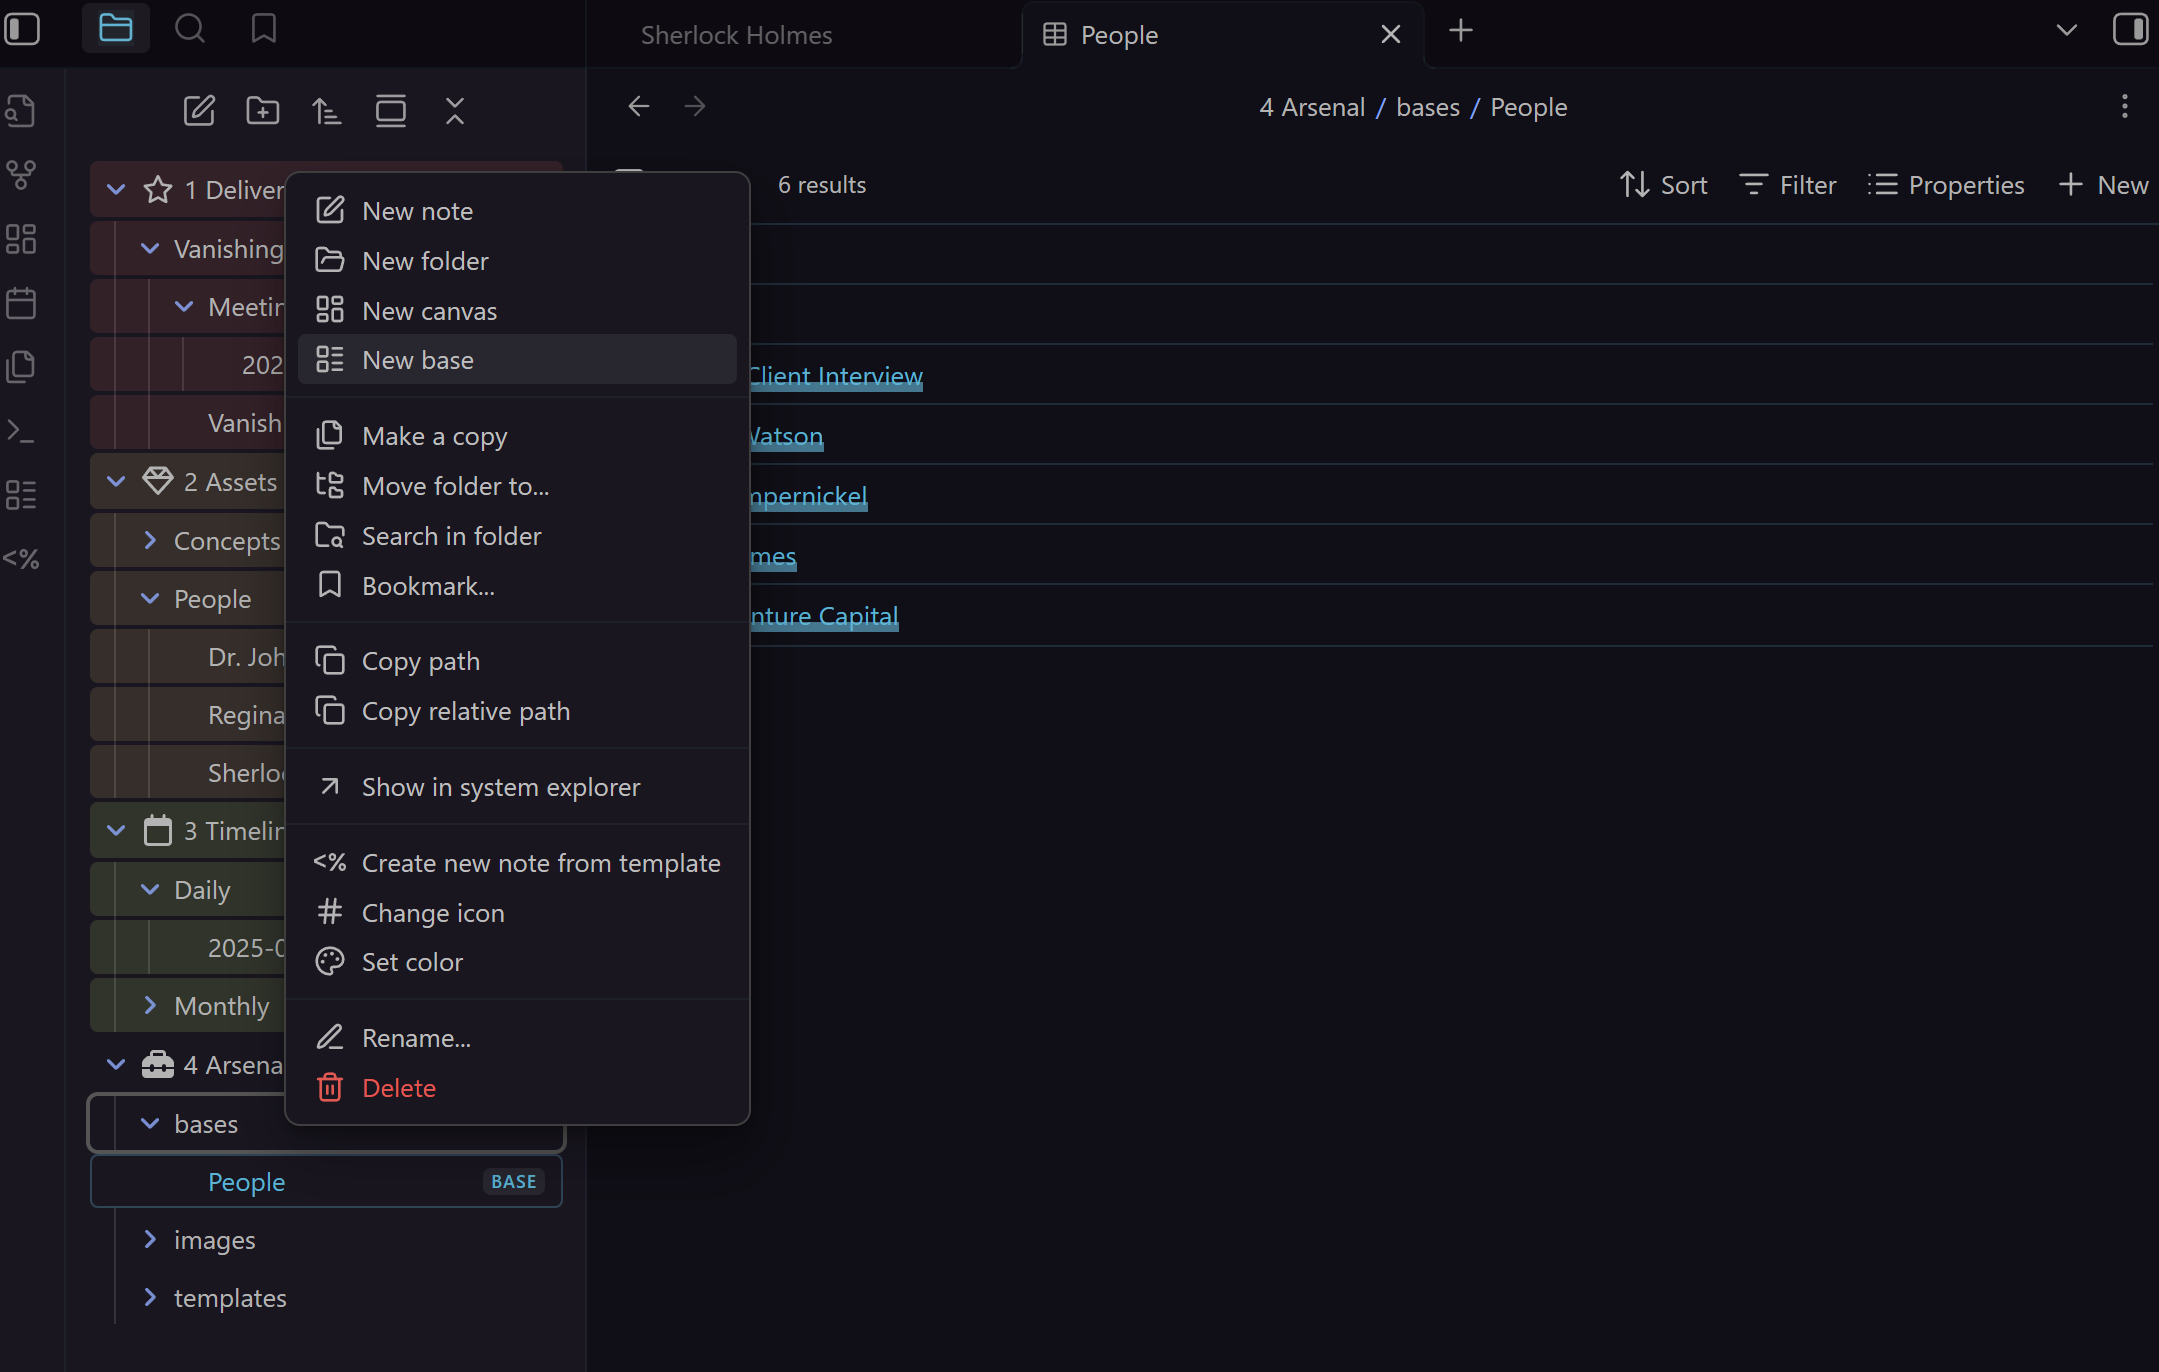 Sherlock Holmes
People
4 Arsenal / bases / People
6 results
Sort
Filter
Properties
New
1 Deliver
Vanishing
Meetin
202
Vanish
2 Assets
Concepts
People
Dr. Joh
Regina
Sherlo
3 Timelin
Daily
2025-0
Monthly
4 Arsena
bases
People
BASE
images
templates
New note
New folder
New canvas
New base
Make a copy
Move folder to...
Search in folder
Bookmark...
Copy path
Copy relative path
Show in system explorer
<% Create new note from template
Change icon
Set color
Rename...
Delete
Client Interview
Watson
mpernickel
mes
nture Capital
<%